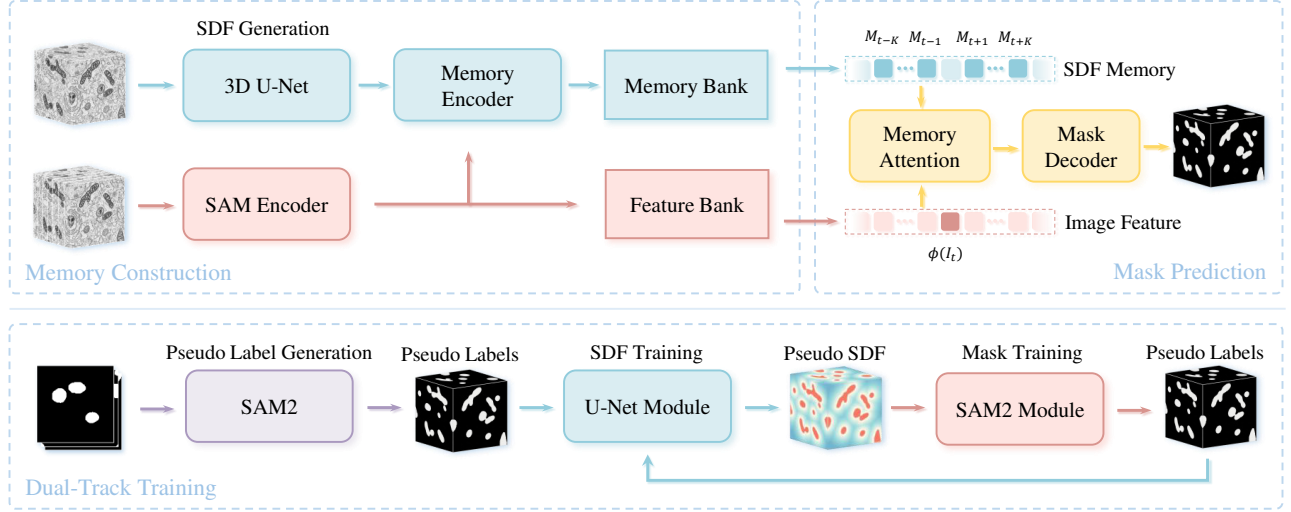 SDF Generation
3D U-Net
Memory
Encoder
Memory Bank
SAM Encoder
Feature Bank
Memory Construction
M_{t-K} M_{t-1} M_{t+1} M_{t+K}
SDF Memory
Memory
Attention
Mask
Decoder
Image Feature
ϕ(I_t)
Mask Prediction
Pseudo Label Generation
SAM2
Pseudo Labels
SDF Training
U-Net Module
Pseudo SDF
Mask Training
SAM2 Module
Pseudo Labels
Dual-Track Training